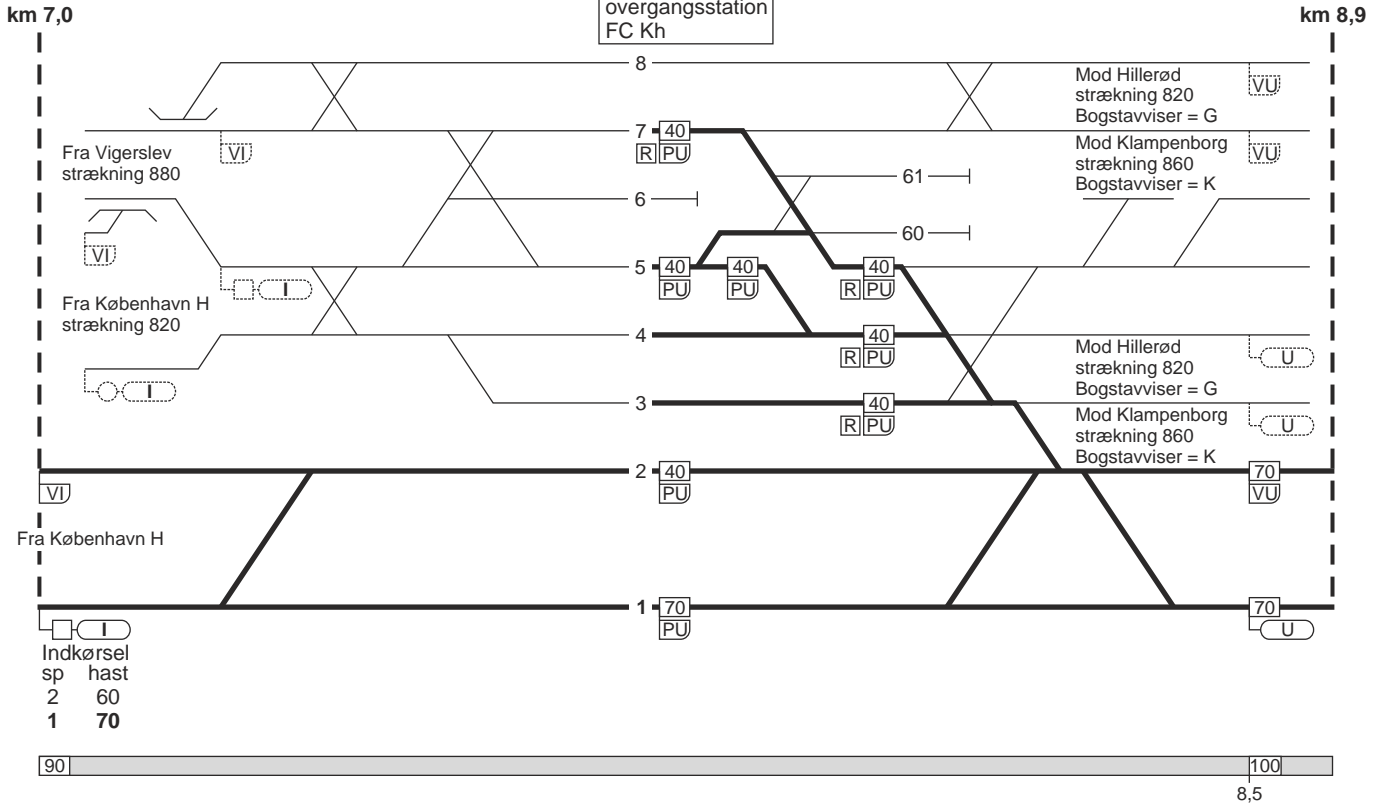 overgangsstation
km 7,0
km 8,9
FC Kh
8
Mod Hillerød
strækning 820
Bogstavviser = G
VU
7 40
R PU
Fra Vigerslev
strækning 880
VI
Mod Klampenborg
strækning 860
Bogstavviser = K
VU
61
6
60
VI
5 40
PU
40
PU
40
R PU
I
Fra København H
strækning 820
4
40
R PU
Mod Hillerød
strækning 820
Bogstavviser = G
U
I
3
40
R PU
Mod Klampenborg
strækning 860
Bogstavviser = K
U
2 40
PU
VI
70
VU
Fra København H
1 70
PU
70
U
I
Indkørsel
sp hast
2 60
1 70
90
100
8,5